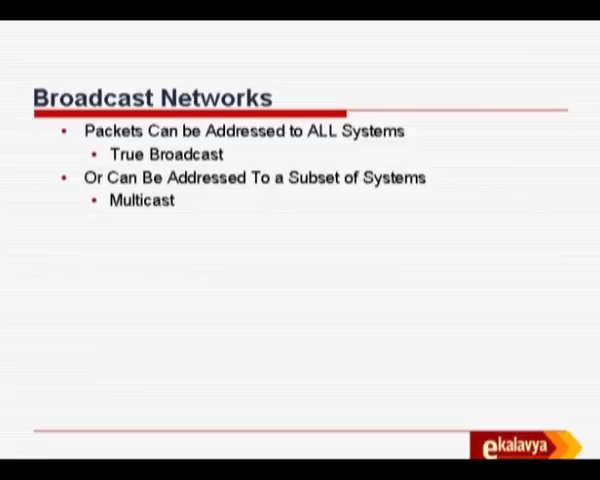 Broadcast Networks
• Packets Can be Addressed to ALL Systems
• True Broadcast
• Or Can Be Addressed To a Subset of Systems
• Multicast
ekalavya